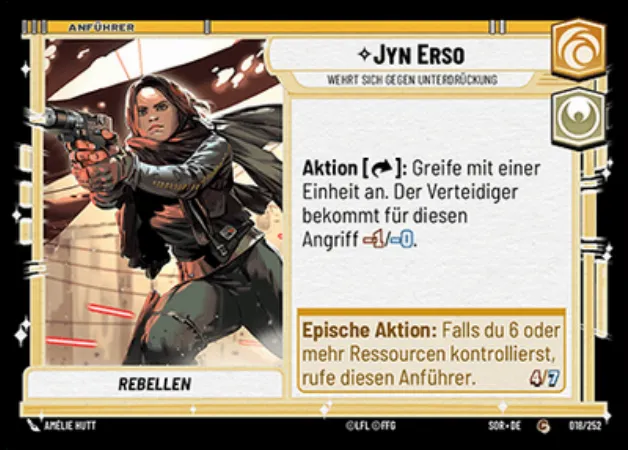 ANFÜHRER
JYN ERSO
WEHRT SICH GEGEN UNTERDRÜCKUNG
Aktion [ ]: Greife mit einer
Einheit an. Der Verteidiger
bekommt für diesen
Angriff -1/-0.
Epische Aktion: Falls du 6 oder
mehr Ressourcen kontrollierst,
rufe diesen Anführer. 4/7
REBELLEN
AMÉLIE HUTT
©LFL ©FFG
SOR • DE
C
018/252